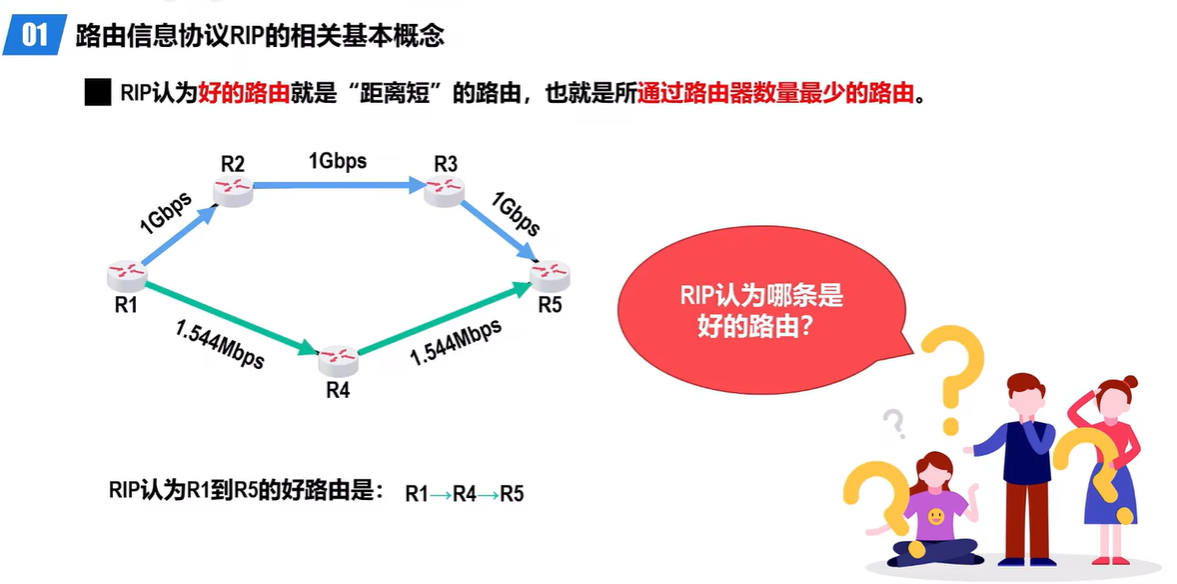 01 路由信息协议RIP的相关基本概念
RIP认为好的路由就是“距离短”的路由，也就是所通过路由器数量最少的路由。
R2
1Gbps
R3
1Gbps
1Gbps
R1
R5
1.544Mbps
1.544Mbps
R4
RIP认为哪条是
好的路由？
RIP认为R1到R5的好路由是： R1→R4→R5